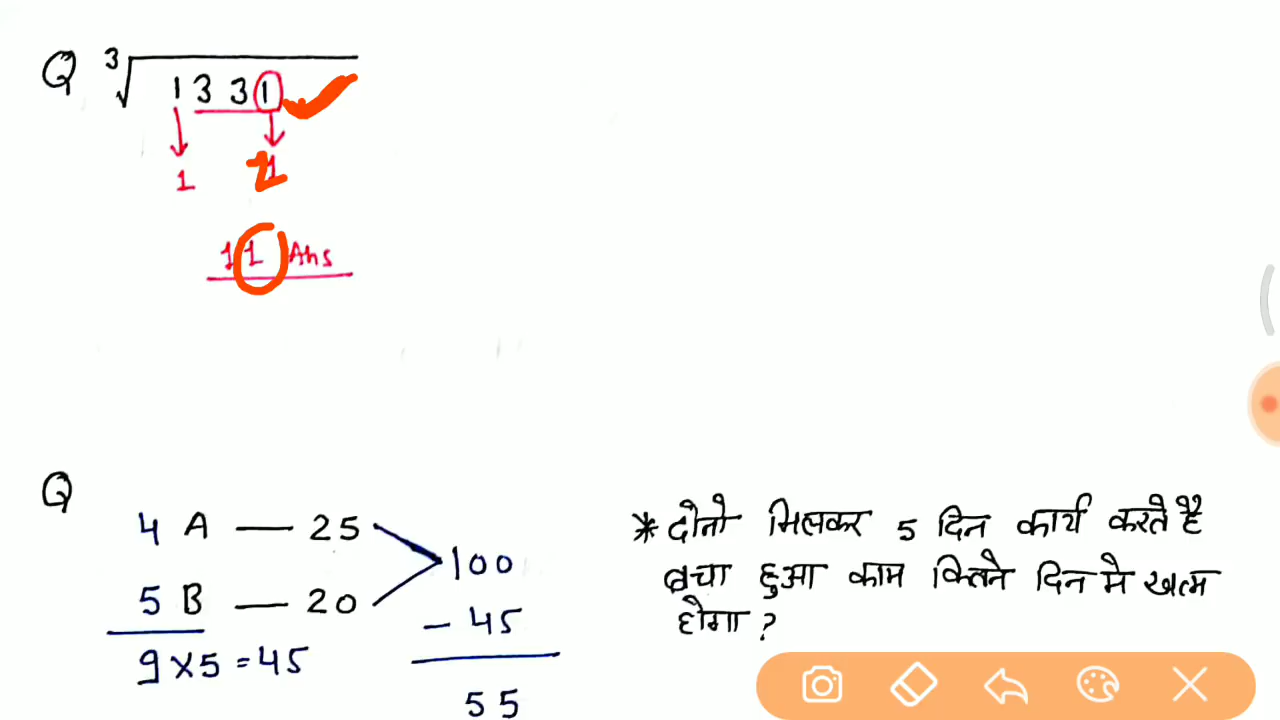 Q 3√1331
1 1
11 Ans
Q
4 A — 25
100
5 B — 20
- 45
9 x 5 = 45
55
* दोनो मिलकर 5 दिन कार्य करते है
बचा हुआ काम कितने दिन मे खत्म
होगा ?